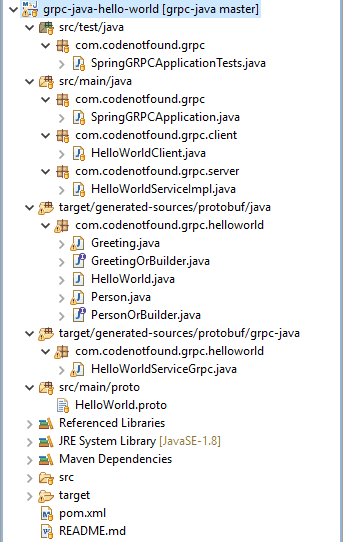 grpc-java-hello-world [grpc-java master]
src/test/java
com.codenotfound.grpc
SpringGRPCApplicationTests.java
src/main/java
com.codenotfound.grpc
SpringGRPCApplication.java
com.codenotfound.grpc.client
HelloWorldClient.java
com.codenotfound.grpc.server
HelloWorldServiceImpl.java
target/generated-sources/protobuf/java
com.codenotfound.grpc.helloworld
Greeting.java
GreetingOrBuilder.java
HelloWorld.java
Person.java
PersonOrBuilder.java
target/generated-sources/protobuf/grpc-java
com.codenotfound.grpc.helloworld
HelloWorldServiceGrpc.java
src/main/proto
HelloWorld.proto
Referenced Libraries
JRE System Library [JavaSE-1.8]
Maven Dependencies
src
target
pom.xml
README.md